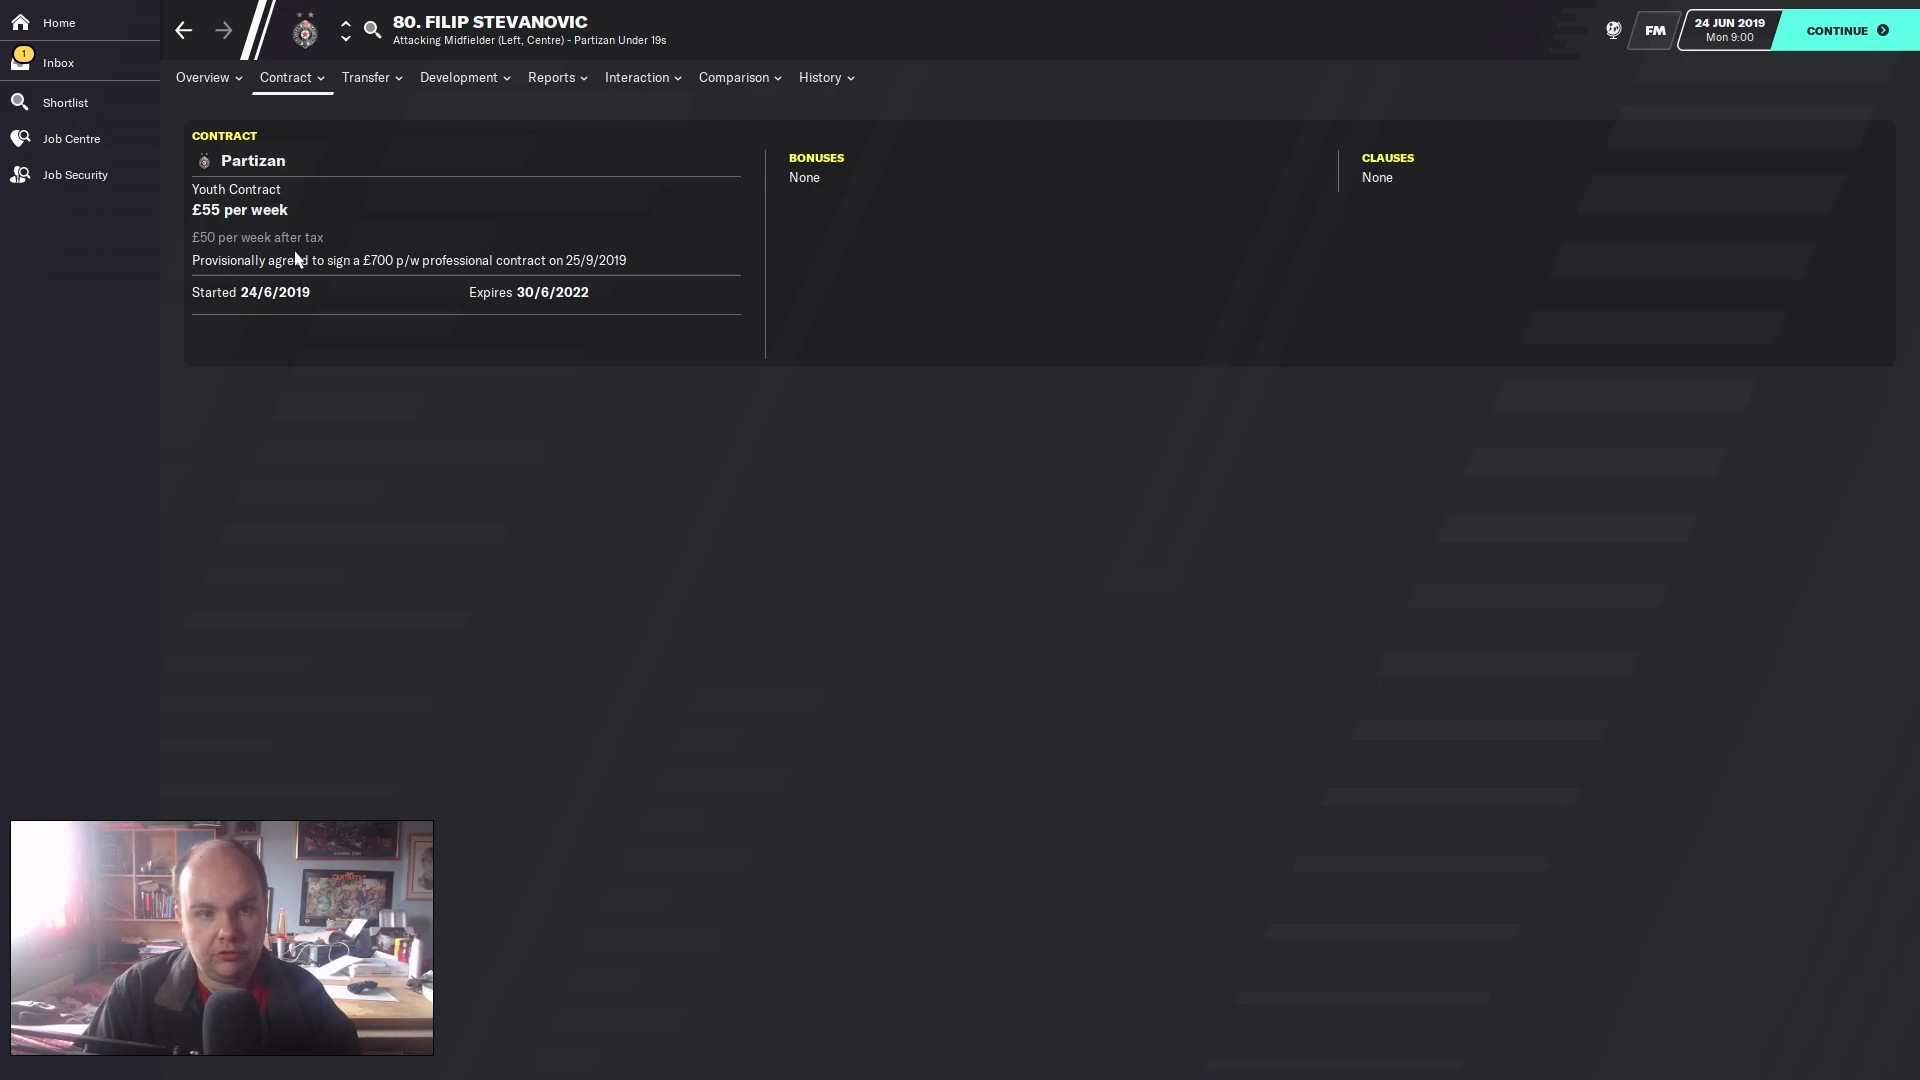 Home
1
Inbox
Shortlist
Job Centre
Job Security
80. FILIP STEVANOVIC
Attacking Midfielder (Left, Centre) - Partizan Under 19s
FM
24 JUN 2019
Mon 9:00
CONTINUE
Overview
Contract
Transfer
Development
Reports
Interaction
Comparison
History
CONTRACT
Partizan
Youth Contract
£55 per week
£50 per week after tax
Provisionally agreed to sign a £700 p/w professional contract on 25/9/2019
Started 24/6/2019
Expires 30/6/2022
BONUSES
None
CLAUSES
None